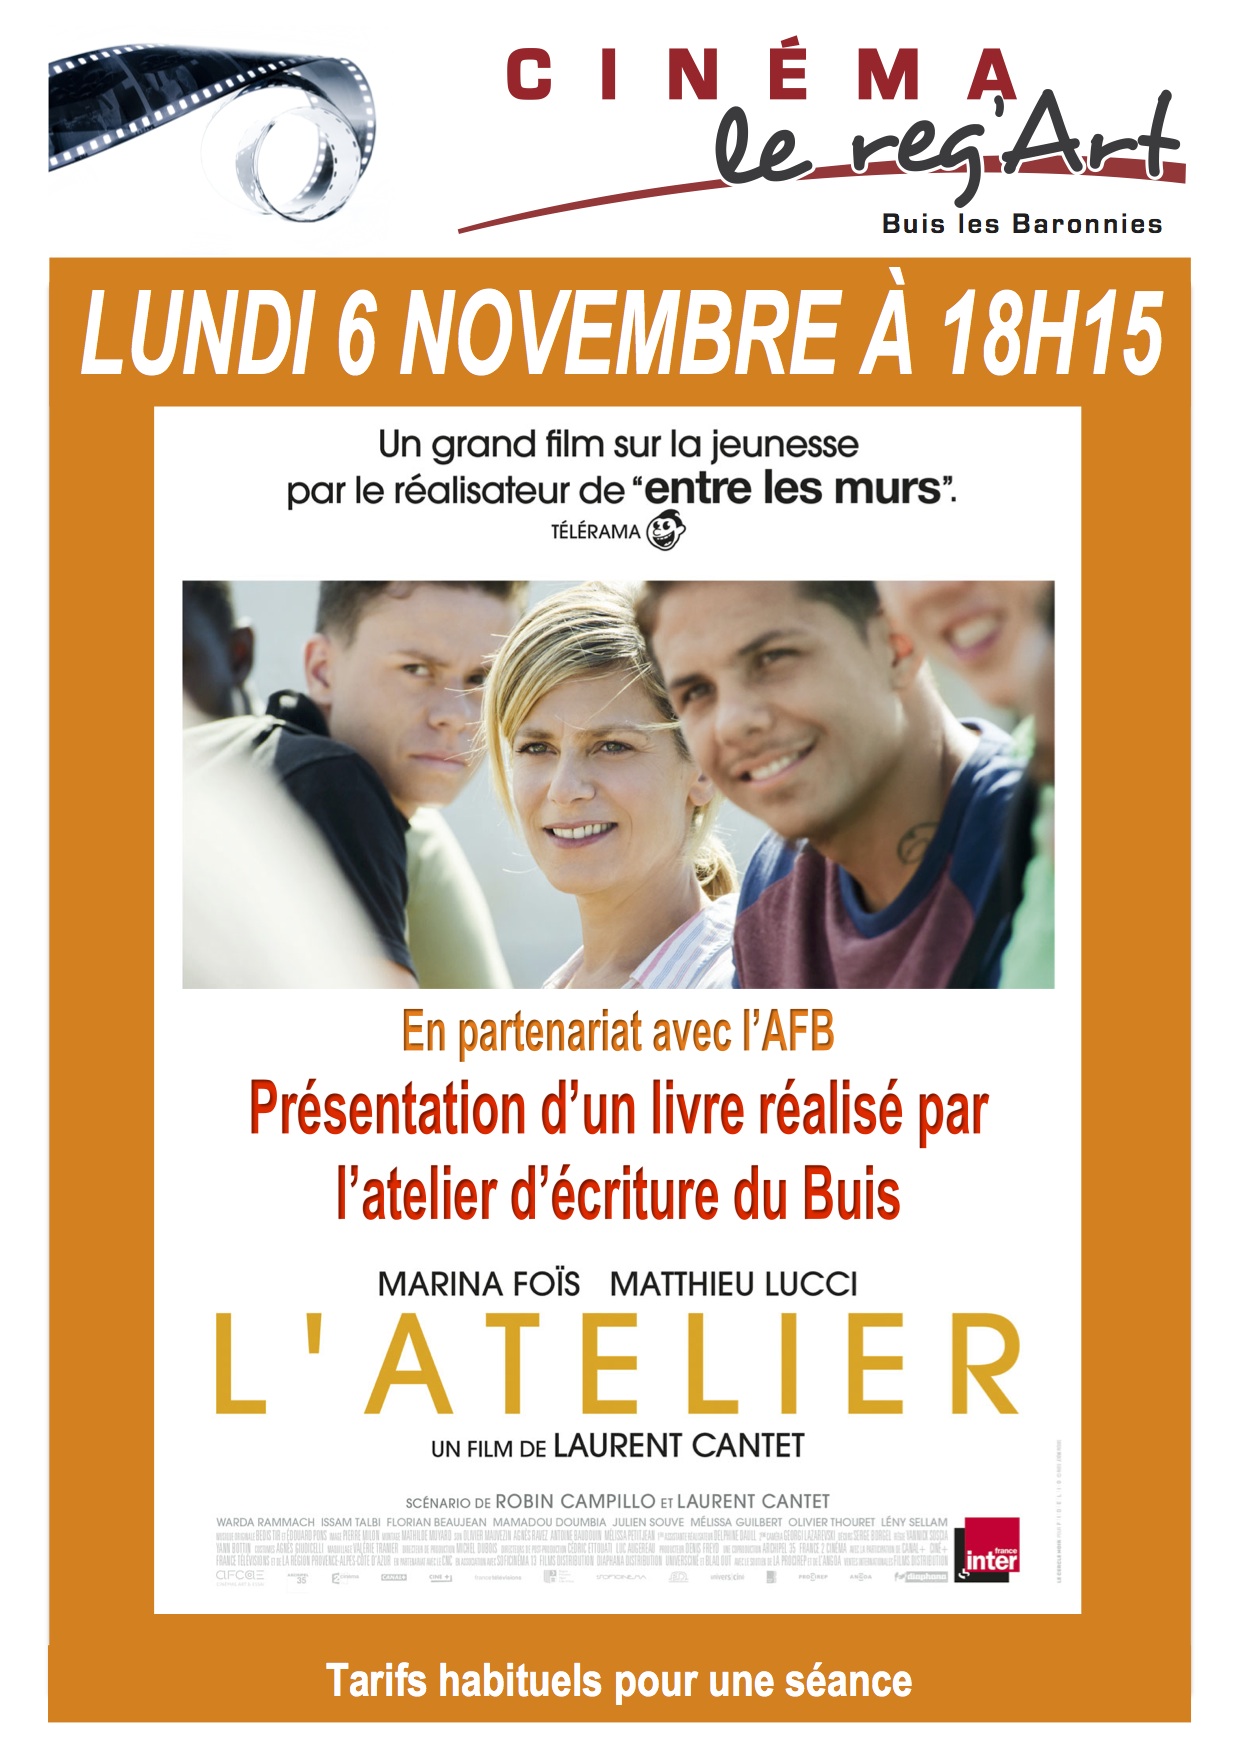 CINÉMA
le reg'Art
Buis les Baronnies
LUNDI 6 NOVEMBRE À 18H15
Un grand film sur la jeunesse
par le réalisateur de “entre les murs”.
TÉLÉRAMA
En partenariat avec l’AFB
Présentation d’un livre réalisé par
l’atelier d’écriture du Buis
MARINA FOÏS MATTHIEU LUCCI
L'ATELIER
UN FILM DE LAURENT CANTET
SCÉNARIO DE ROBIN CAMPILLO ET LAURENT CANTET
WARDA RAMMACH ISSAM TALBI FLORIAN BEAUJEAN MAMADOU DOUMBIA JULIEN SOUVE MÉLISSA GUILBERT OLIVIER THOURET LÉNY SELLAM
france
inter
Tarifs habituels pour une séance